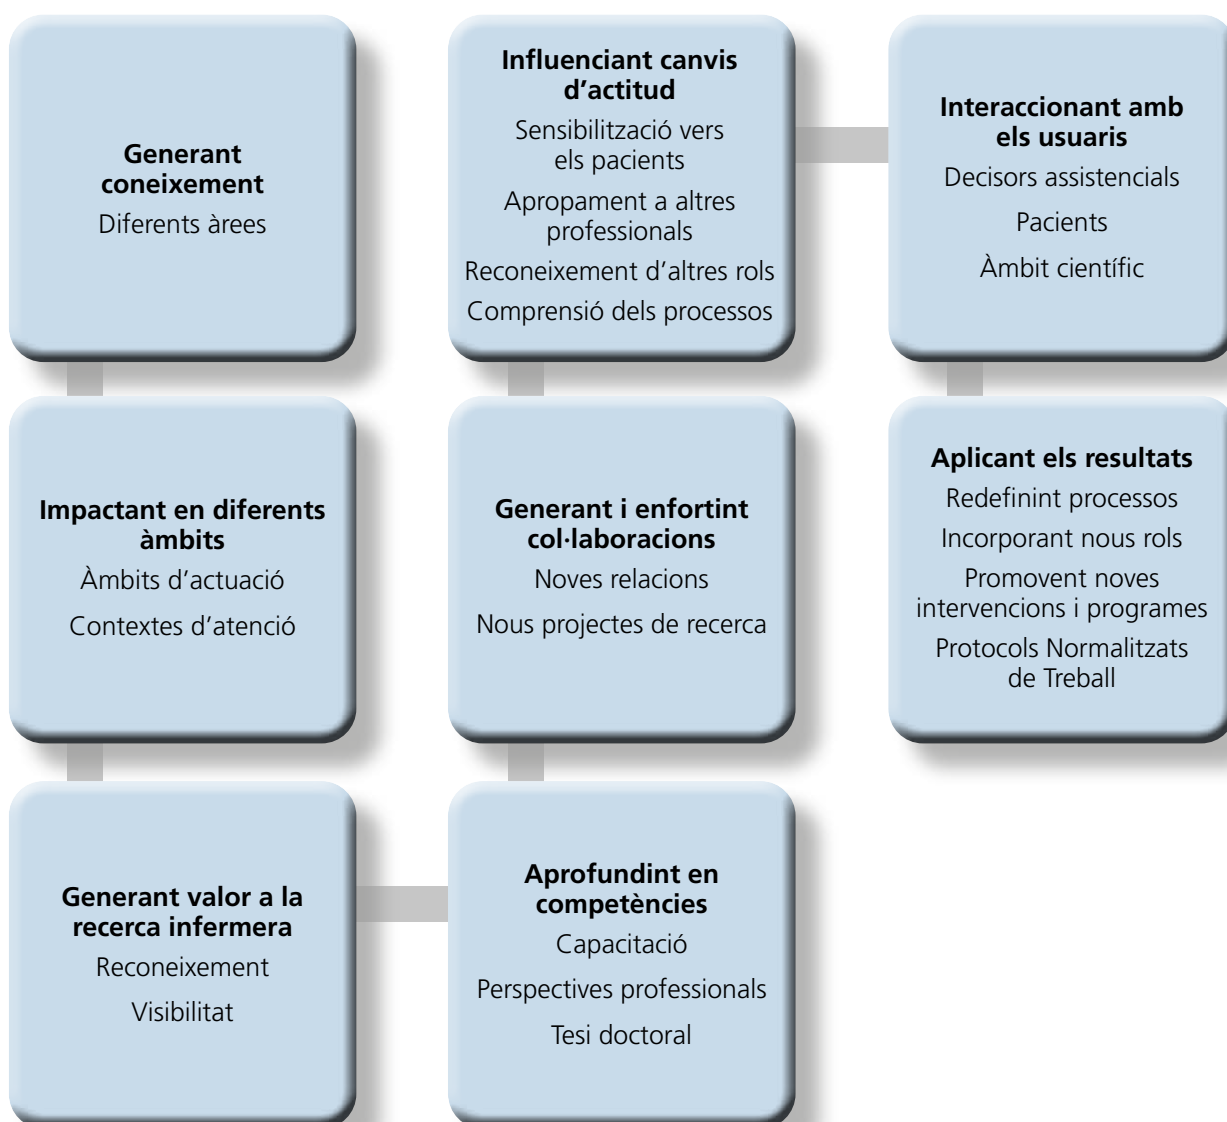 Generant
coneixement
Diferents àrees
Impactant en diferents
àmbits
Àmbits d'actuació
Contextes d'atenció
Generant valor a la
recerca infermera
Reconeixement
Visibilitat
Aprofundint en
competències
Capacitació
Perspectives professionals
Tesi doctoral
Generant i enfortint
col·laboracions
Noves relacions
Nous projectes de recerca
Influenciant canvis
d'actitud
Sensibilització vers
els pacients
Apropament a altres
professionals
Reconeixement d'altres rols
Comprensió dels processos
Interaccionant amb
els usuaris
Decisors assistencials
Pacients
Àmbit científic
Aplicant els resultats
Redefinint processos
Incorporant nous rols
Promovent noves
intervencions i programes
Protocols Normalitzats
de Treball